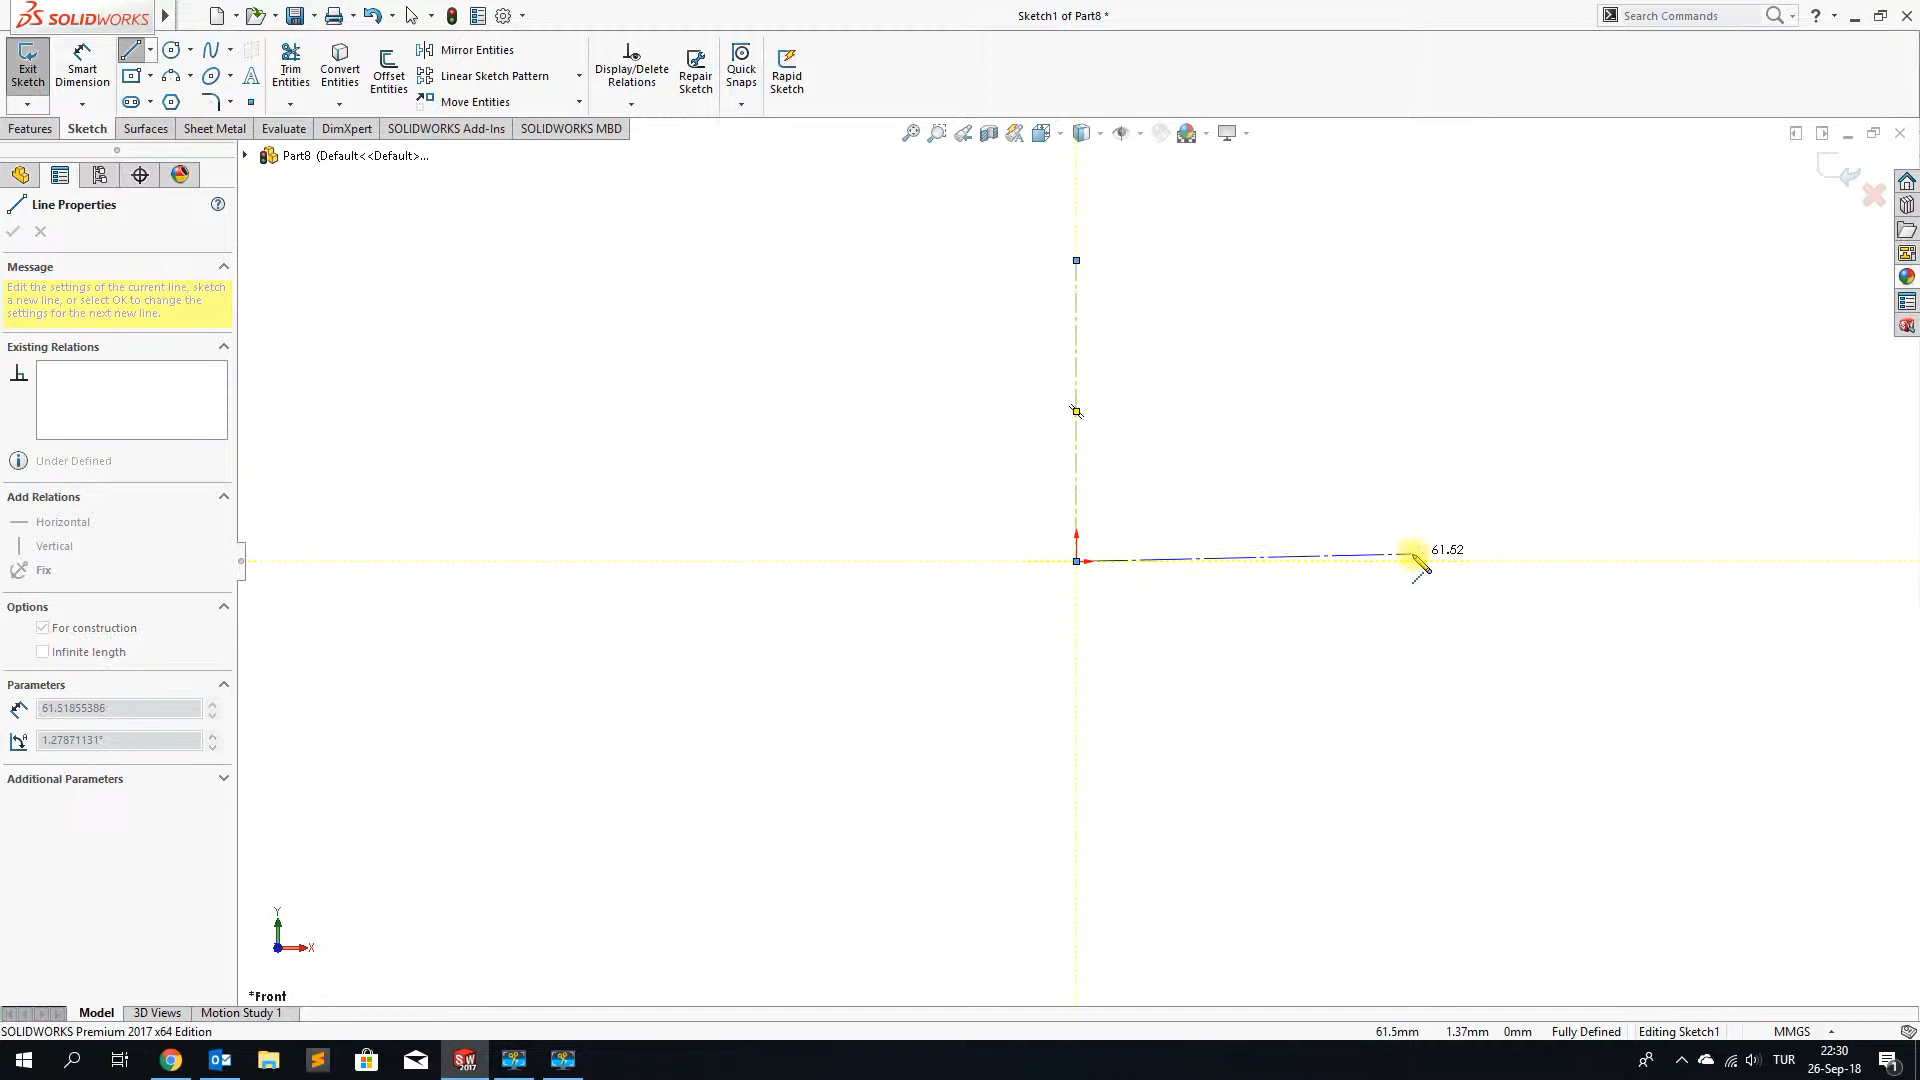 SOLIDWORKS
Sketch1 of Part8 *
Search Commands
Exit Sketch
Smart Dimension
Trim Entities
Convert Entities
Offset Entities
Mirror Entities
Linear Sketch Pattern
Move Entities
Display/Delete Relations
Repair Sketch
Quick Snaps
Rapid Sketch
Features
Sketch
Surfaces
Sheet Metal
Evaluate
DimXpert
SOLIDWORKS Add-Ins
SOLIDWORKS MBD
Part8 (Default<<Default>...
Line Properties
Message
Edit the settings of the current line, sketch
a new line, or select OK to change the
settings for the next new line.
Existing Relations
Under Defined
Add Relations
Horizontal
Vertical
Fix
Options
For construction
Infinite length
Parameters
61.51855386
1.27871131°
Additional Parameters
61.52
Y
X
*Front
Model
3D Views
Motion Study 1
SOLIDWORKS Premium 2017 x64 Edition
61.5mm
1.37mm
0mm
Fully Defined
Editing Sketch1
MMGS
SW
2017
TUR
22:30
26-Sep-18
1